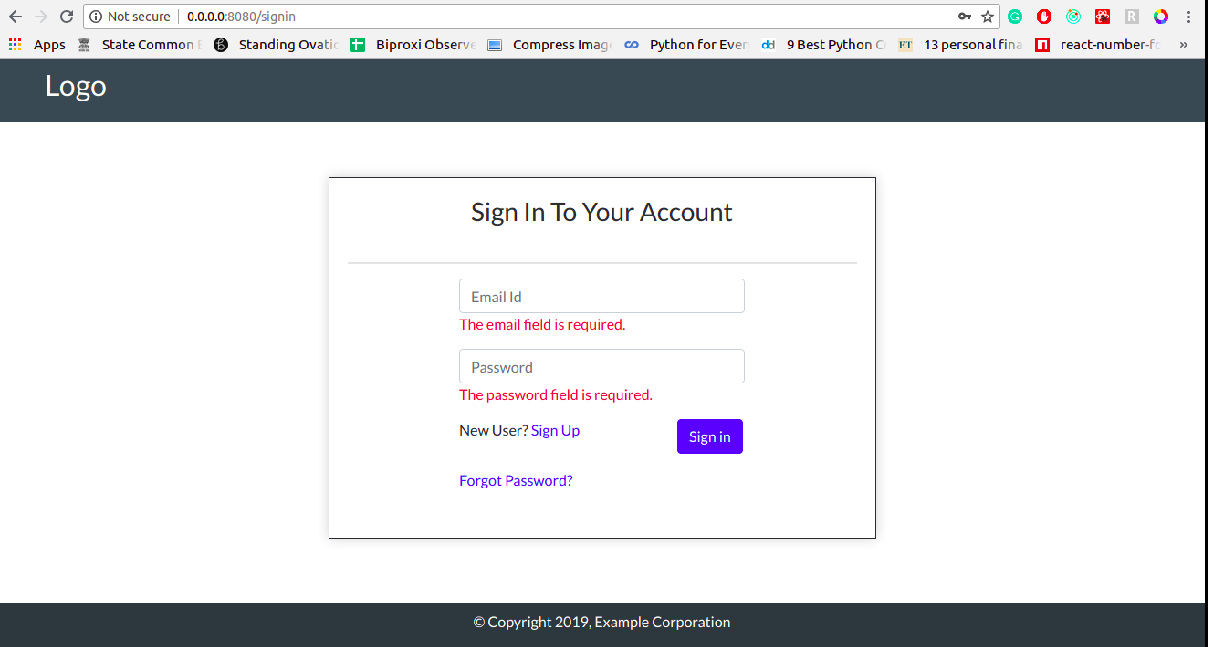 Not secure | 0.0.0.0:8080/signin
Apps State Common Standing Ovatic Biproxi Observe Compress Imag Python for Ever 9 Best Python C 13 personal fina react-number-fo »
Logo
Sign In To Your Account
Email Id
The email field is required.
Password
The password field is required.
New User? Sign Up
Sign in
Forgot Password?
© Copyright 2019, Example Corporation